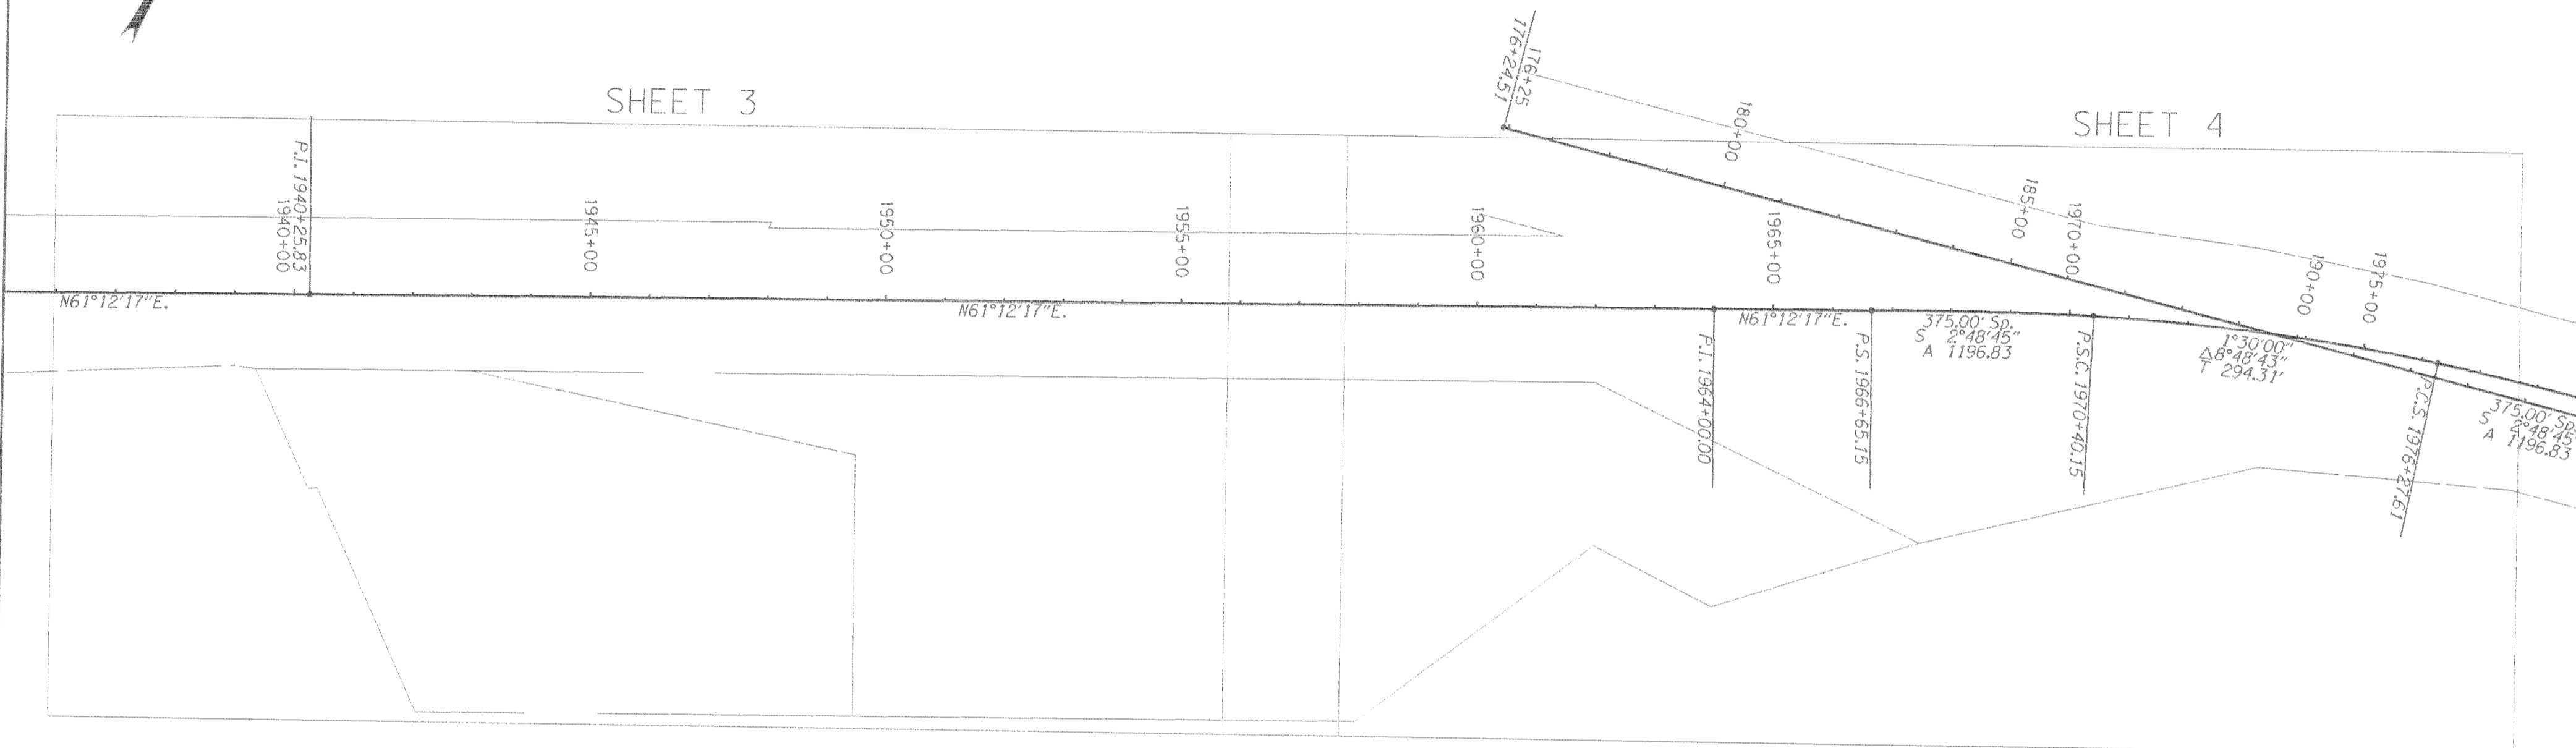 SHEET 3
SHEET 4
176+25
176+24.51
180+00
185+00
190+00
P.I. 1940+25.83
1940+00
1945+00
1950+00
1955+00
1960+00
1965+00
1970+00
1975+00
N61°12'17"E.
N61°12'17"E.
N61°12'17"E.
P.I. 1964+00.00
P.S. 1966+65.15
375.00' Sp.
S 2°48'45"
A 1196.83
P.S.C. 1970+40.15
1°30'00"
Δ8°48'43"
T 294.31'
P.C.S. 1976+27.61
375.00' Sp.
S 2°48'45
A 1196.83